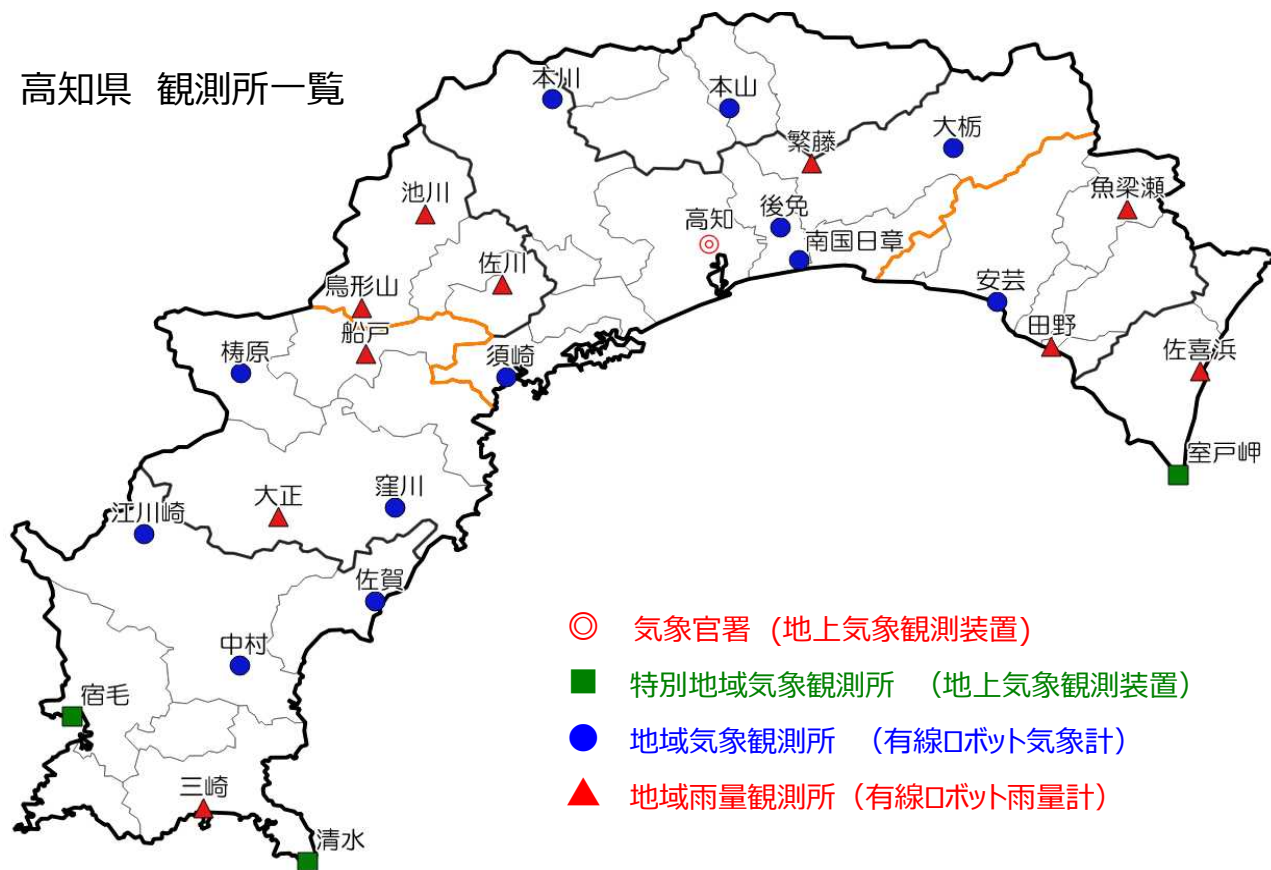 高知県 観測所一覧
本川
本山
繁藤
大栃
池川
魚梁瀬
高知
後免
南国日章
佐川
鳥形山
安芸
船戸
田野
梼原
須崎
佐喜浜
室戸岬
大正
窪川
江川崎
佐賀
中村
宿毛
三崎
清水
◎ 気象官署 (地上気象観測装置)
■ 特別地域気象観測所 (地上気象観測装置)
● 地域気象観測所 (有線ロボット気象計)
▲ 地域雨量観測所 (有線ロボット雨量計)